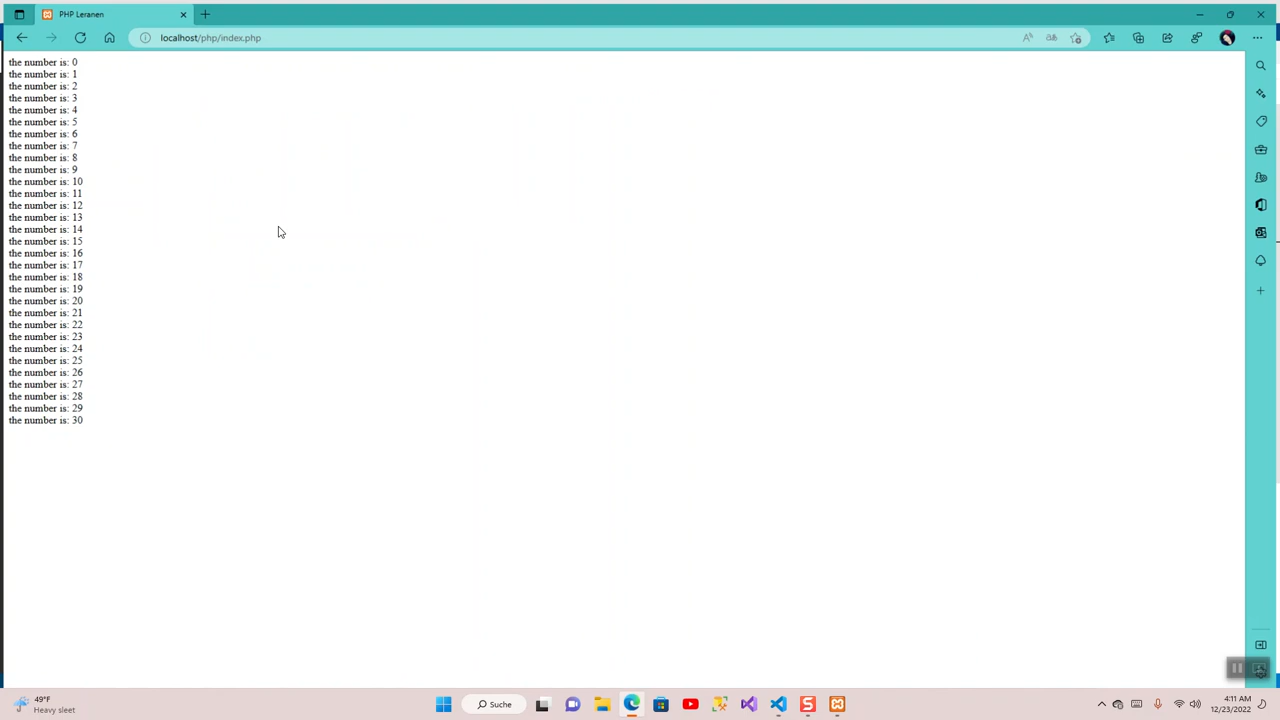 PHP Leranen
localhost/php/index.php
the number is: 0
the number is: 1
the number is: 2
the number is: 3
the number is: 4
the number is: 5
the number is: 6
the number is: 7
the number is: 8
the number is: 9
the number is: 10
the number is: 11
the number is: 12
the number is: 13
the number is: 14
the number is: 15
the number is: 16
the number is: 17
the number is: 18
the number is: 19
the number is: 20
the number is: 21
the number is: 22
the number is: 23
the number is: 24
the number is: 25
the number is: 26
the number is: 27
the number is: 28
the number is: 29
the number is: 30
49°F
Heavy sleet
Suche
4:11 AM
12/23/2022